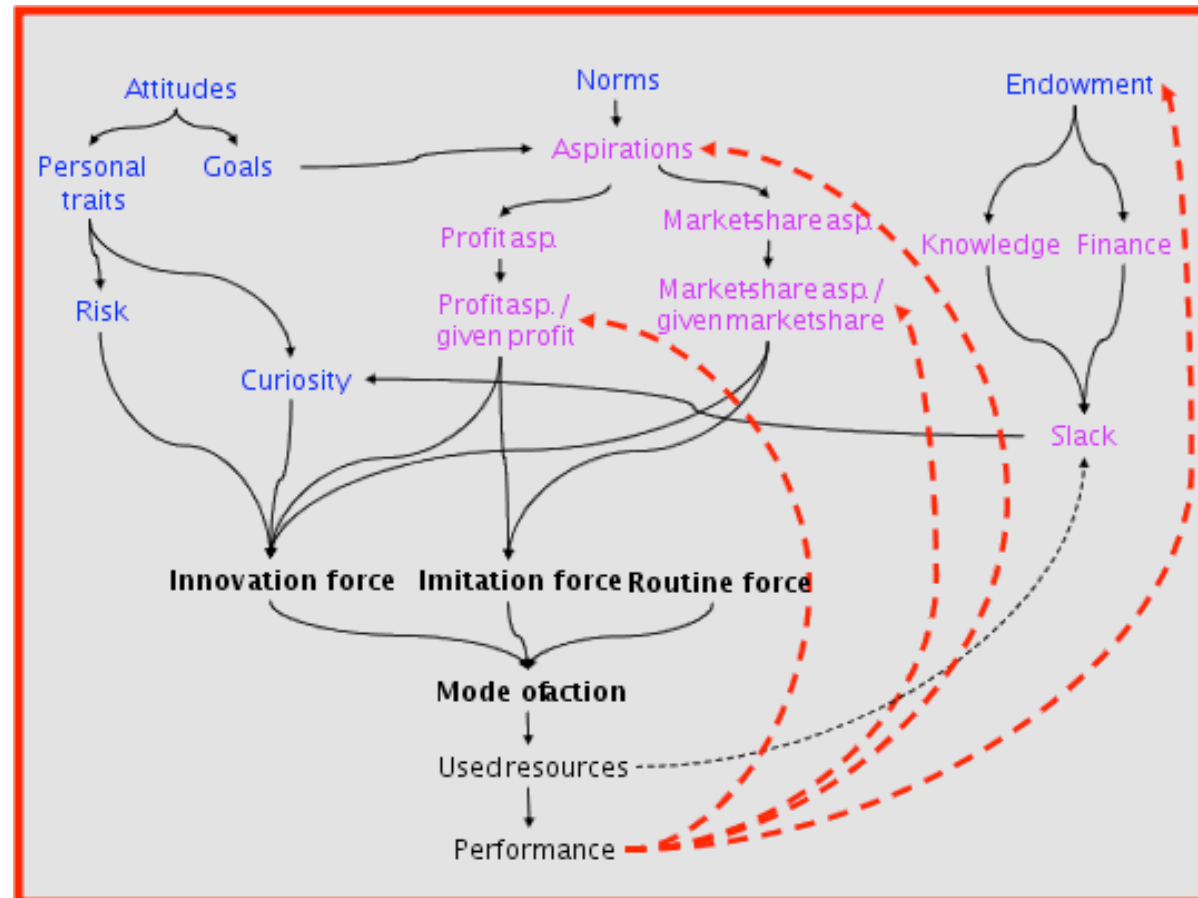 Attitudes
Norms
Endowment
Personal
traits
Goals
Aspirations
Profit asp.
Market-share asp.
Knowledge
Finance
Risk
Profit asp. /
given profit
Market-share asp. /
given market share
Curiosity
Slack
Innovation force
Imitation force
Routine force
Mode of action
Used resources
Performance